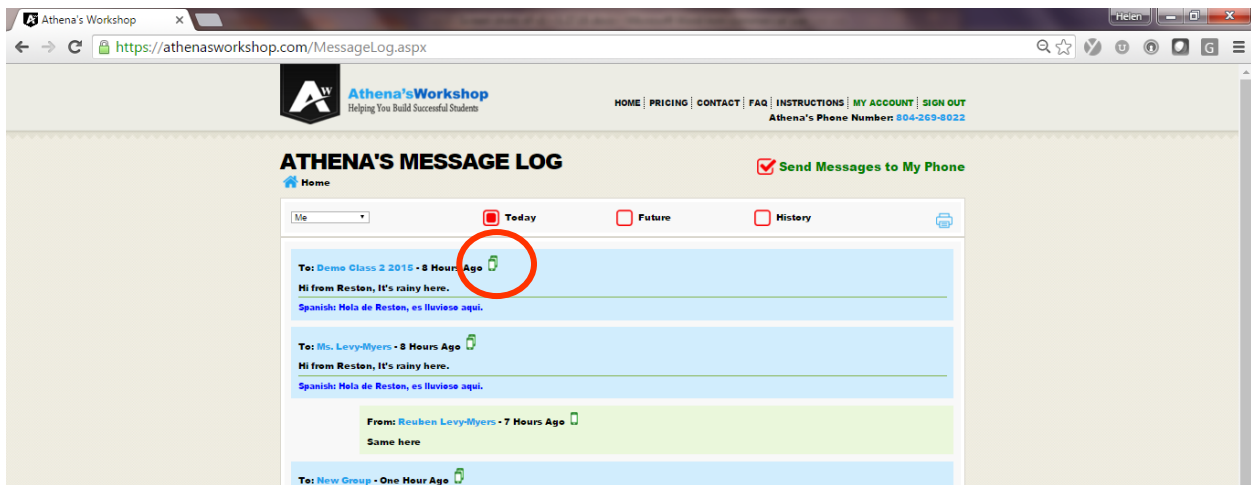 Athena's Workshop
Helen
https://athenasworkshop.com/MessageLog.aspx
Athena'sWorkshop
Helping You Build Successful Students
HOME PRICING CONTACT FAQ INSTRUCTIONS MY ACCOUNT SIGN OUT
Athena's Phone Number: 804-269-8022
ATHENA'S MESSAGE LOG
Send Messages to My Phone
Home
Me Today Future History
To: Demo Class 2 2015 - 8 Hours Ago
Hi from Reston, It's rainy here.
Spanish: Hola de Reston, es lluvioso aqui.
To: Ms. Levy-Myers - 8 Hours Ago
Hi from Reston, It's rainy here.
Spanish: Hola de Reston, es lluvioso aqui.
From: Reuben Levy-Myers - 7 Hours Ago
Same here
To: New Group - One Hour Ago